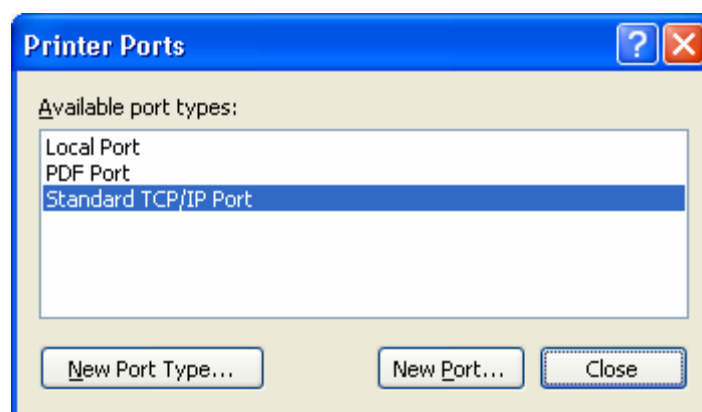 Printer Ports
?
Available port types:
Local Port
PDF Port
Standard TCP/IP Port
New Port Type...
New Port...
Close